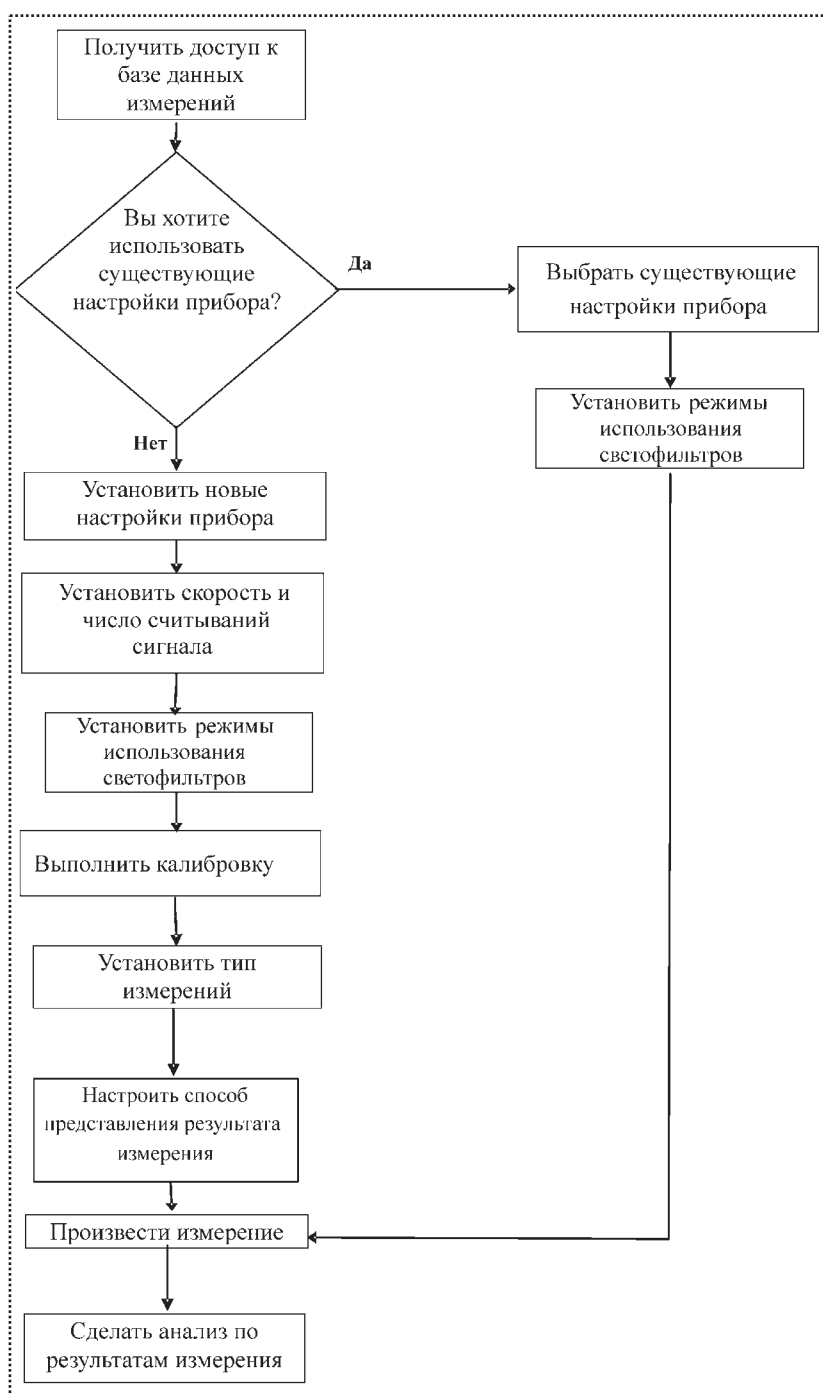 Получить доступ к
базе данных
измерений
Вы хотите
использовать
существующие
настройки прибора?
Да
Выбрать существующие
настройки прибора
Установить режимы
использования
светофильтров
Нет
Установить новые
настройки прибора
Установить скорость и
число считываний
сигнала
Установить режимы
использования
светофильтров
Выполнить калибровку
Установить тип
измерений
Настроить способ
представления результата
измерения
Произвести измерение
Сделать анализ по
результатам измерения